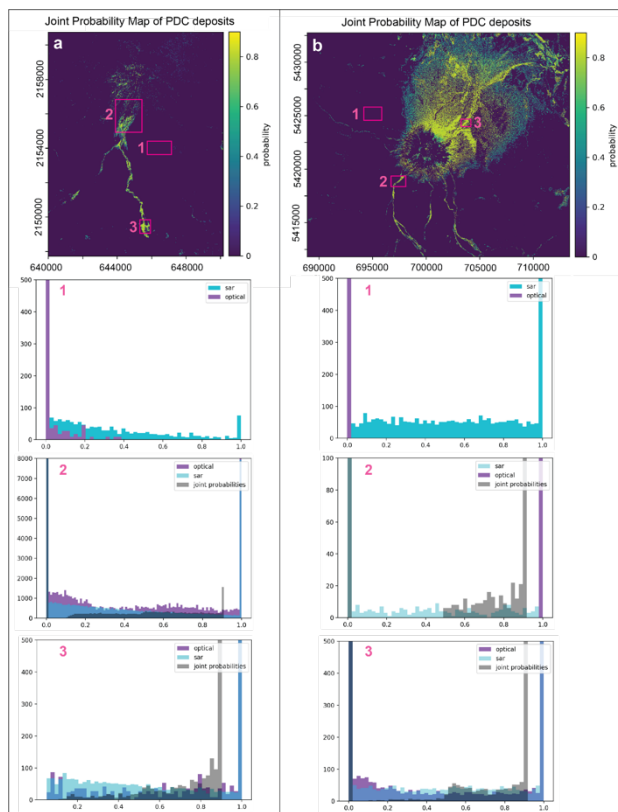 Joint Probability Map of PDC deposits
a
2158000
2154000
2150000
640000
644000
648000
1
2
3
0.8
0.6
0.4
0.2
0
probability
Joint Probability Map of PDC deposits
b
5430000
5425000
5420000
5415000
690000
695000
700000
705000
710000
1
2
3
0.8
0.6
0.4
0.2
0
probability
1
sar
optical
500
400
300
200
100
0
0.0 0.2 0.4 0.6 0.8 1.0
1
sar
optical
500
400
300
200
100
0
0.0 0.2 0.4 0.6 0.8 1.0
2
optical
sar
joint probabilities
8000
7000
6000
5000
4000
3000
2000
1000
0
0.0 0.2 0.4 0.6 0.8 1.0
2
sar
optical
joint probabilities
100
80
60
40
20
0
0.0 0.2 0.4 0.6 0.8 1.0
3
optical
sar
joint probabilities
500
400
300
200
100
0
0.2 0.4 0.6 0.8 1.0
3
optical
sar
joint probabilities
500
400
300
200
100
0
0.0 0.2 0.4 0.6 0.8 1.0